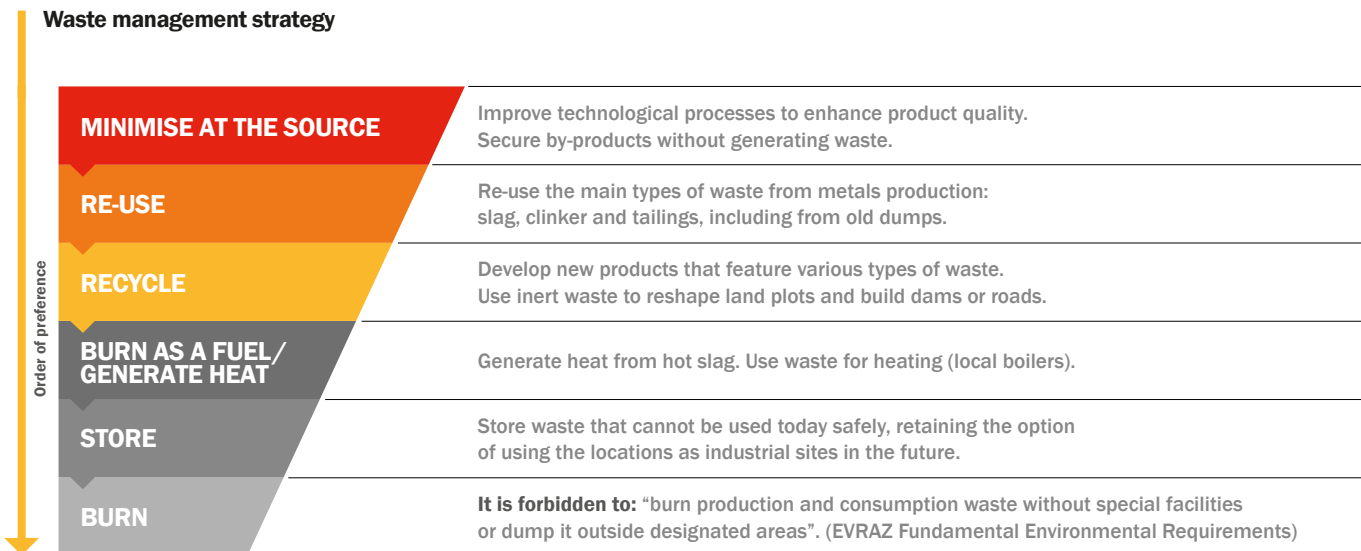 Waste management strategy
Order of preference
MINIMISE AT THE SOURCE
Improve technological processes to enhance product quality.
Secure by-products without generating waste.
RE-USE
Re-use the main types of waste from metals production:
slag, clinker and tailings, including from old dumps.
RECYCLE
Develop new products that feature various types of waste.
Use inert waste to reshape land plots and build dams or roads.
BURN AS A FUEL/
GENERATE HEAT
Generate heat from hot slag. Use waste for heating (local boilers).
STORE
Store waste that cannot be used today safely, retaining the option
of using the locations as industrial sites in the future.
BURN
It is forbidden to: “burn production and consumption waste without special facilities
or dump it outside designated areas”. (EVRAZ Fundamental Environmental Requirements)